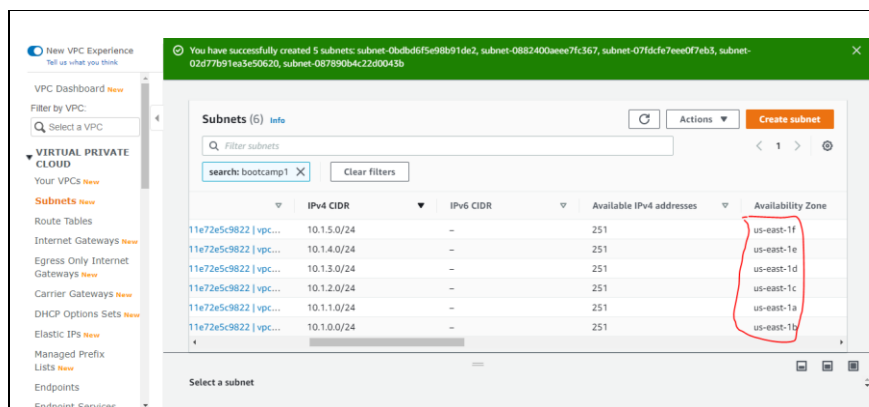 New VPC Experience
Tell us what you think
You have successfully created 5 subnets: subnet-0bdbd6f5e98b91de2, subnet-0882400aeee7fc367, subnet-07fdcfe7eee0f7eb3, subnet-
02d77b91ea3e50620, subnet-087890b4c22d0043b
VPC Dashboard New
Filter by VPC:
Select a VPC
VIRTUAL PRIVATE
CLOUD
Your VPCs New
Subnets New
Route Tables
Internet Gateways New
Egress Only Internet
Gateways New
Carrier Gateways New
DHCP Options Sets New
Elastic IPs New
Managed Prefix
Lists New
Endpoints
Endpoint Services
Subnets (6) Info
Actions
Create subnet
Filter subnets
1
search: bootcamp1
Clear filters
IPv4 CIDR IPv6 CIDR Available IPv4 addresses Availability Zone
11e72e5c9822 | vpc... 10.1.5.0/24 – 251 us-east-1f
11e72e5c9822 | vpc... 10.1.4.0/24 – 251 us-east-1e
11e72e5c9822 | vpc... 10.1.3.0/24 – 251 us-east-1d
11e72e5c9822 | vpc... 10.1.2.0/24 – 251 us-east-1c
11e72e5c9822 | vpc... 10.1.1.0/24 – 251 us-east-1a
11e72e5c9822 | vpc... 10.1.0.0/24 – 251 us-east-1b
Select a subnet